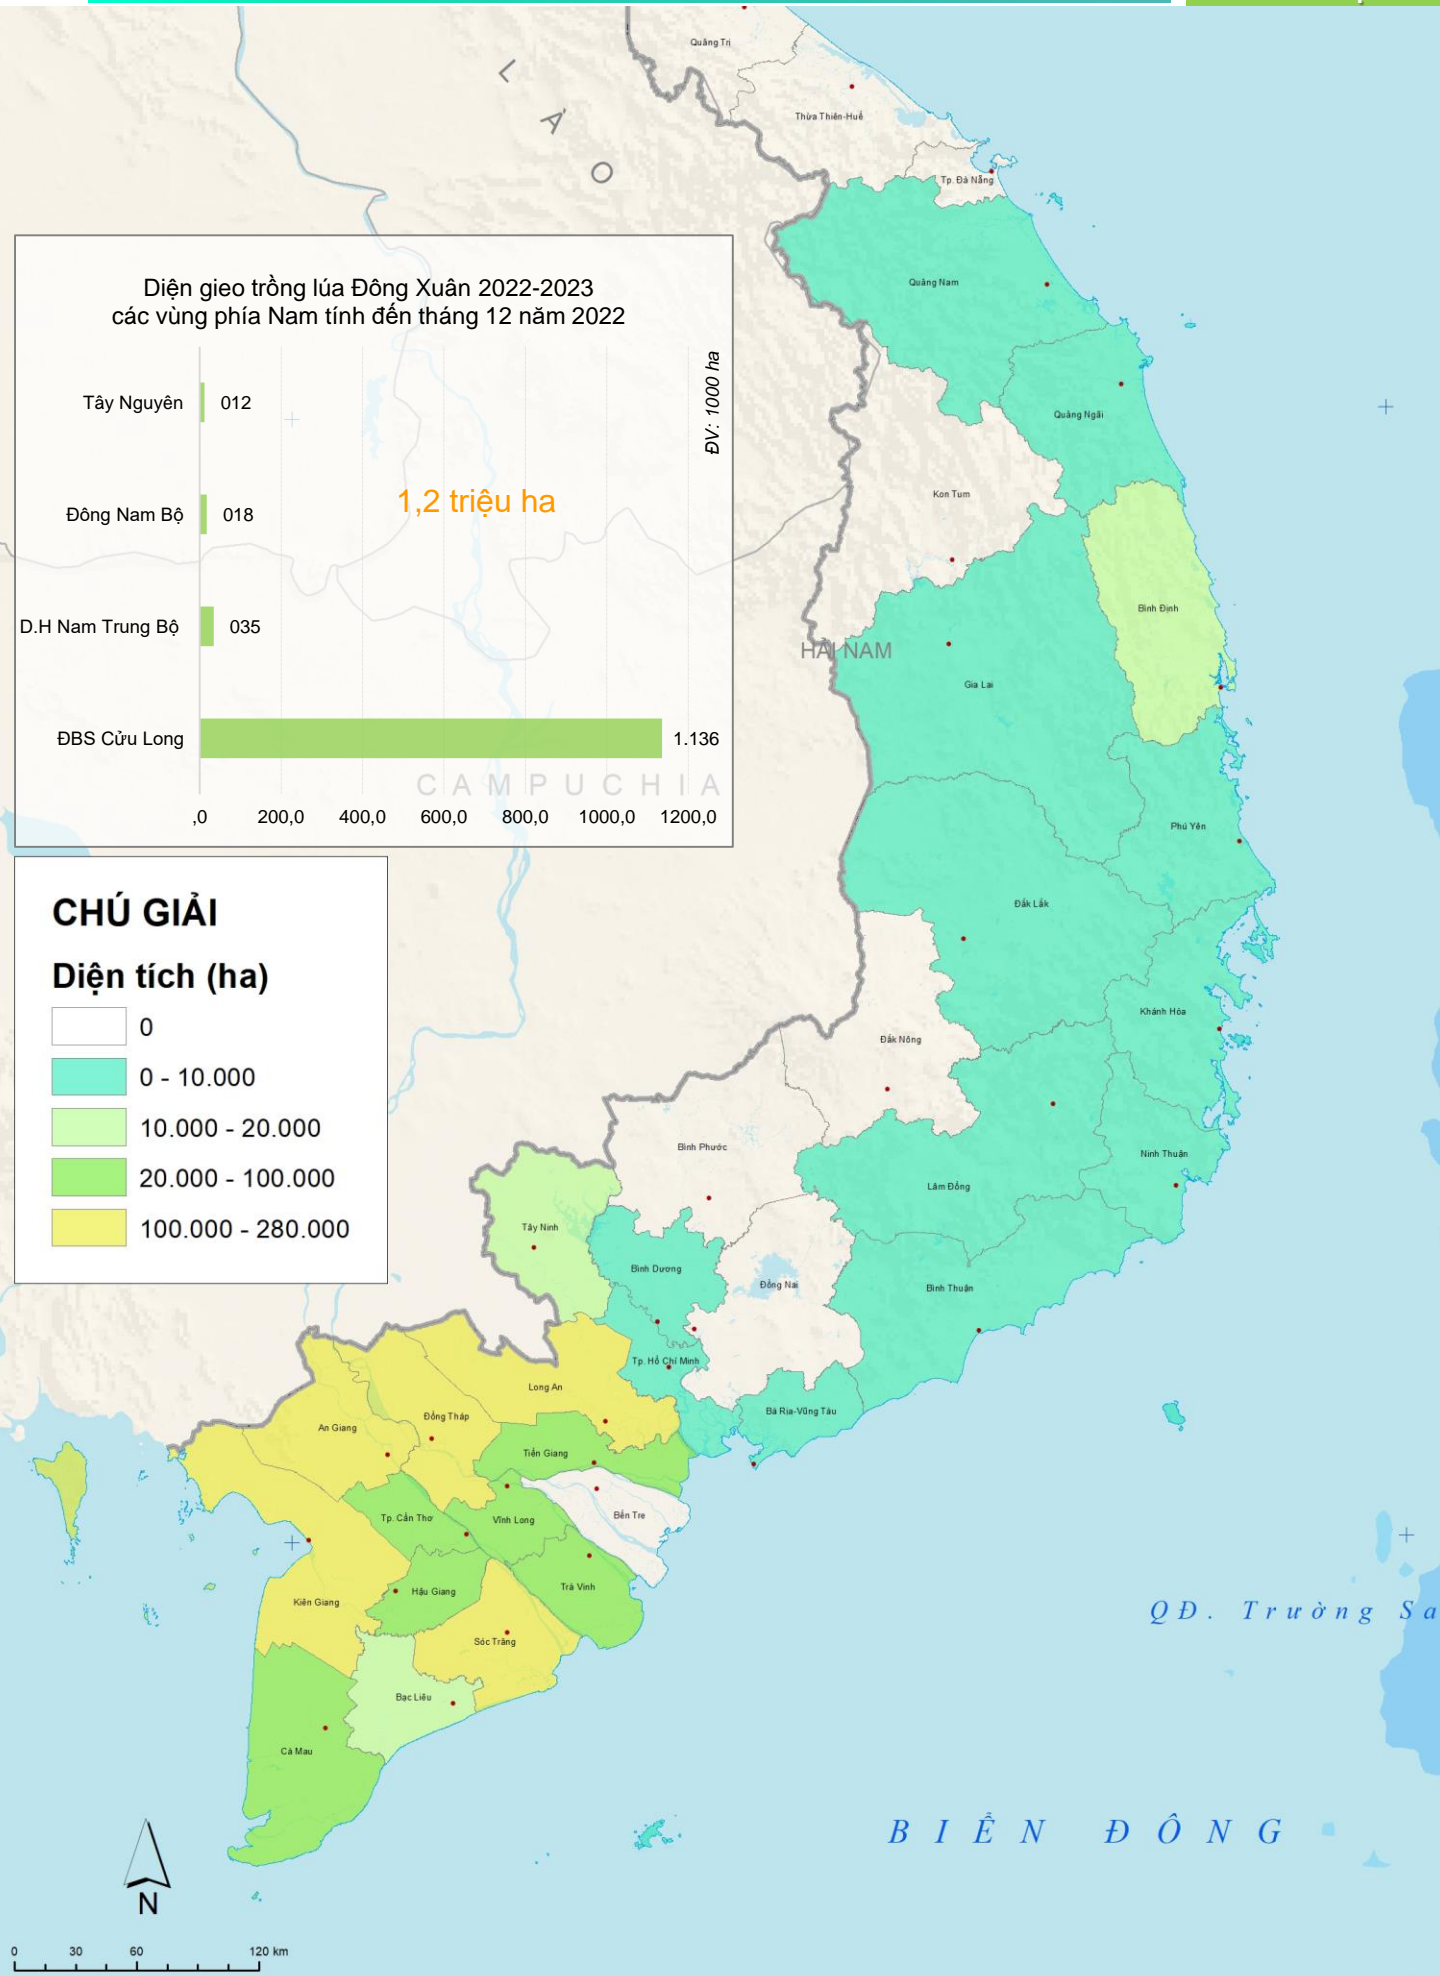 Quảng Trị
L À O
Thừa Thiên-Huế
Tp. Đà Nẵng
Quảng Nam
Diện gieo trồng lúa Đông Xuân 2022-2023
các vùng phía Nam tính đến tháng 12 năm 2022
ĐV: 1000 ha
Tây Nguyên 012
Đông Nam Bộ 018
1,2 triệu ha
D.H Nam Trung Bộ 035
ĐBS Cửu Long 1.136
CAMPUCHIA
,0 200,0 400,0 600,0 800,0 1000,0 1200,0
Quảng Ngãi
Kon Tum
Bình Định
HẢI NAM
Gia Lai
Phú Yên
CHÚ GIẢI
Diện tích (ha)
0
0 - 10.000
10.000 - 20.000
20.000 - 100.000
100.000 - 280.000
Đắk Lắk
Khánh Hòa
Đắk Nông
Bình Phước
Ninh Thuận
Lâm Đồng
Tây Ninh
Bình Dương
Đồng Nai
Bình Thuận
Tp. Hồ Chí Minh
Long An
Bà Rịa-Vũng Tàu
Đồng Tháp
An Giang
Tiền Giang
Bến Tre
Tp. Cần Thơ
Vĩnh Long
Trà Vinh
Hậu Giang
Kiên Giang
QĐ. Trường Sa
Sóc Trăng
Bạc Liêu
Cà Mau
BIỂN ĐÔNG
N
0 30 60 120 km